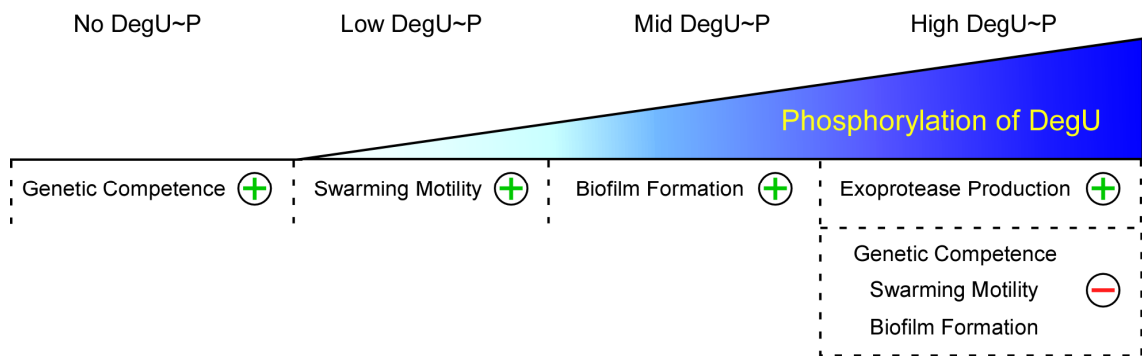 No DegU~P
Low DegU~P
Mid DegU~P
High DegU~P
Phosphorylation of DegU
Genetic Competence
Swarming Motility
Biofilm Formation
Exoprotease Production
Genetic Competence
Swarming Motility
Biofilm Formation